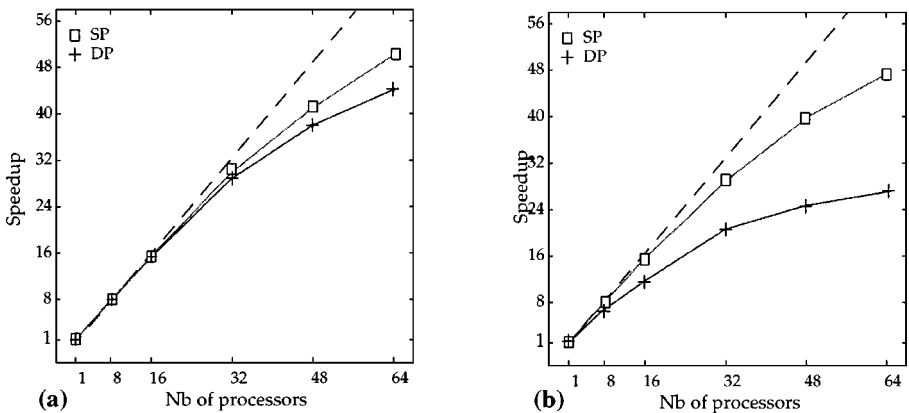 56
SP
DP
48
40
32
24
16
8
1
Speedup
1 8 16 32 48 64
Nb of processors
(a)
56
SP
DP
48
40
32
24
16
8
1
Speedup
1 8 16 32 48 64
Nb of processors
(b)